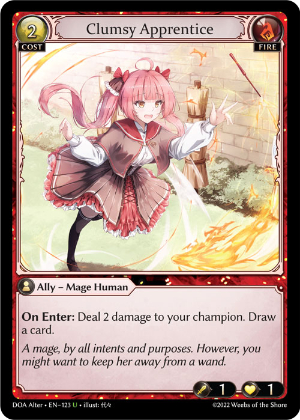 2
Clumsy Apprentice
COST
FIRE
Ally – Mage Human
On Enter: Deal 2 damage to your champion. Draw
a card.
A mage, by all intents and purposes. However, you
might want to keep her away from a wand.
1
1
DOA Alter • EN-123 U • illust: 
©2022 Weebs of the Shore